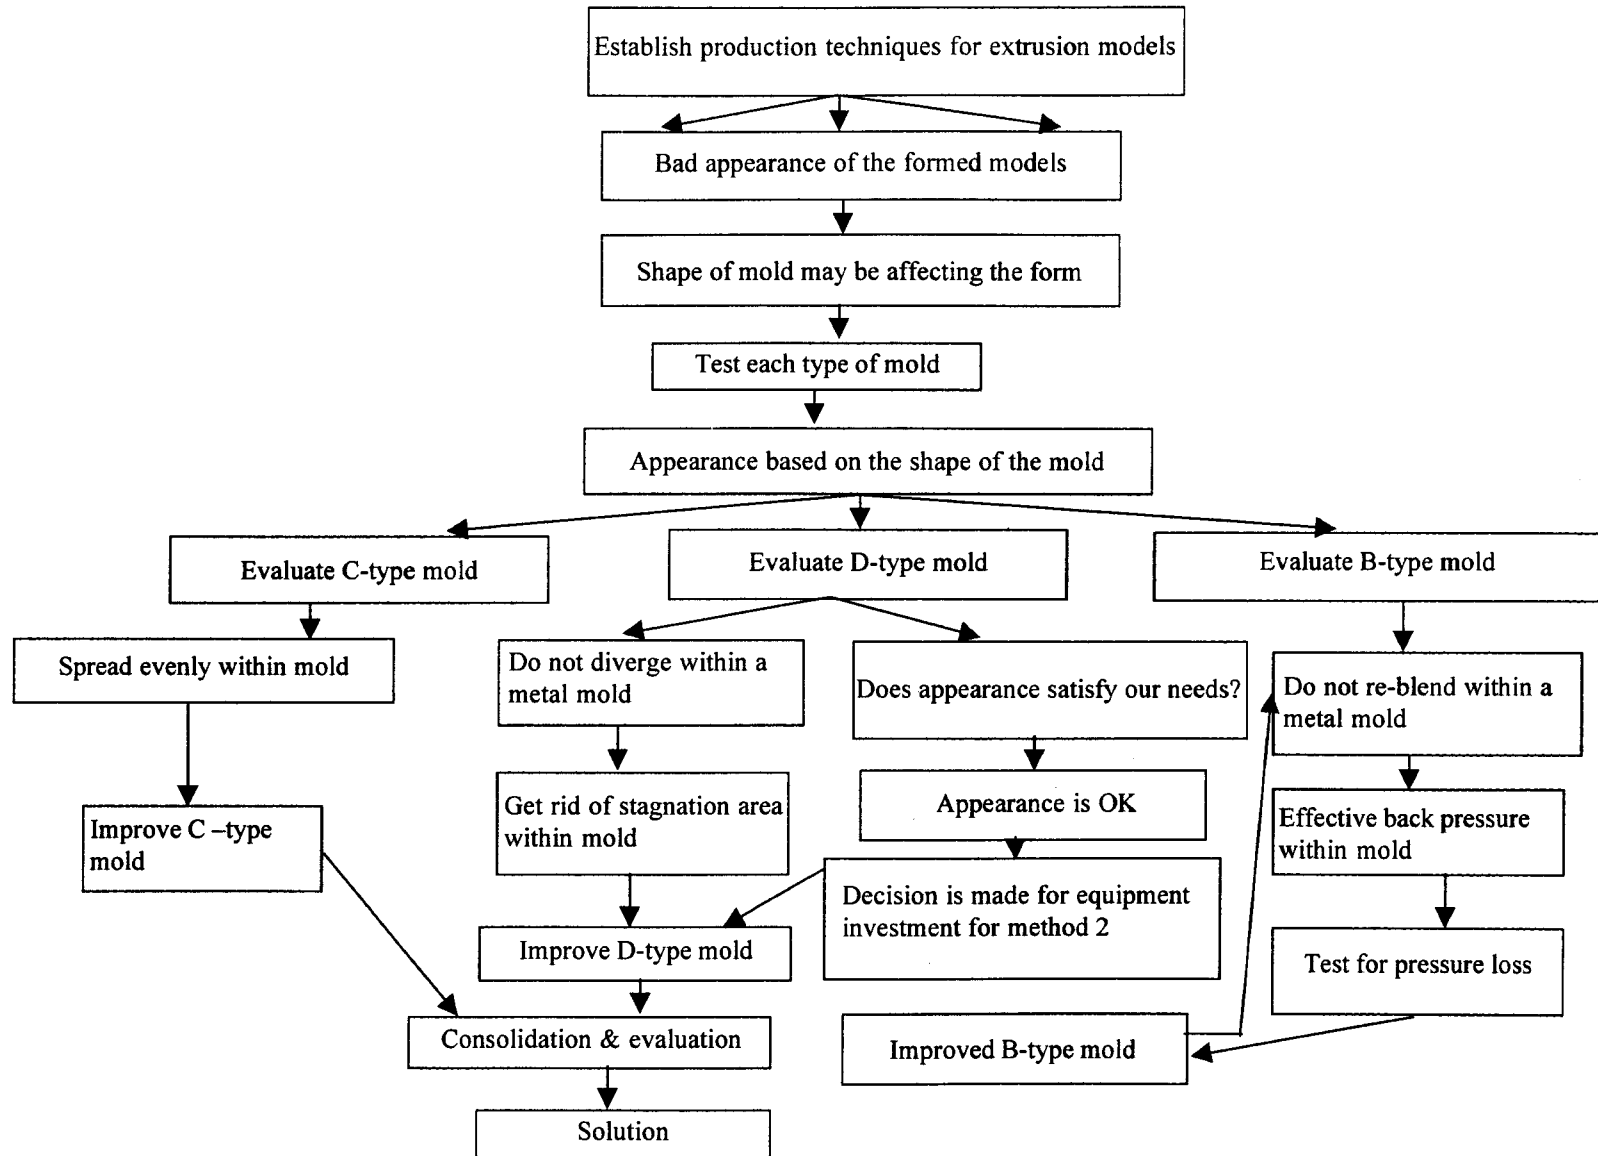 Establish production techniques for extrusion models
Bad appearance of the formed models
Shape of mold may be affecting the form
Test each type of mold
Appearance based on the shape of the mold
Evaluate C-type mold
Evaluate D-type mold
Evaluate B-type mold
Spread evenly within mold
Do not diverge within a
metal mold
Does appearance satisfy our needs?
Do not re-blend within a
metal mold
Improve C –type
mold
Get rid of stagnation area
within mold
Appearance is OK
Effective back pressure
within mold
Decision is made for equipment
investment for method 2
Improve D-type mold
Test for pressure loss
Consolidation & evaluation
Improved B-type mold
Solution